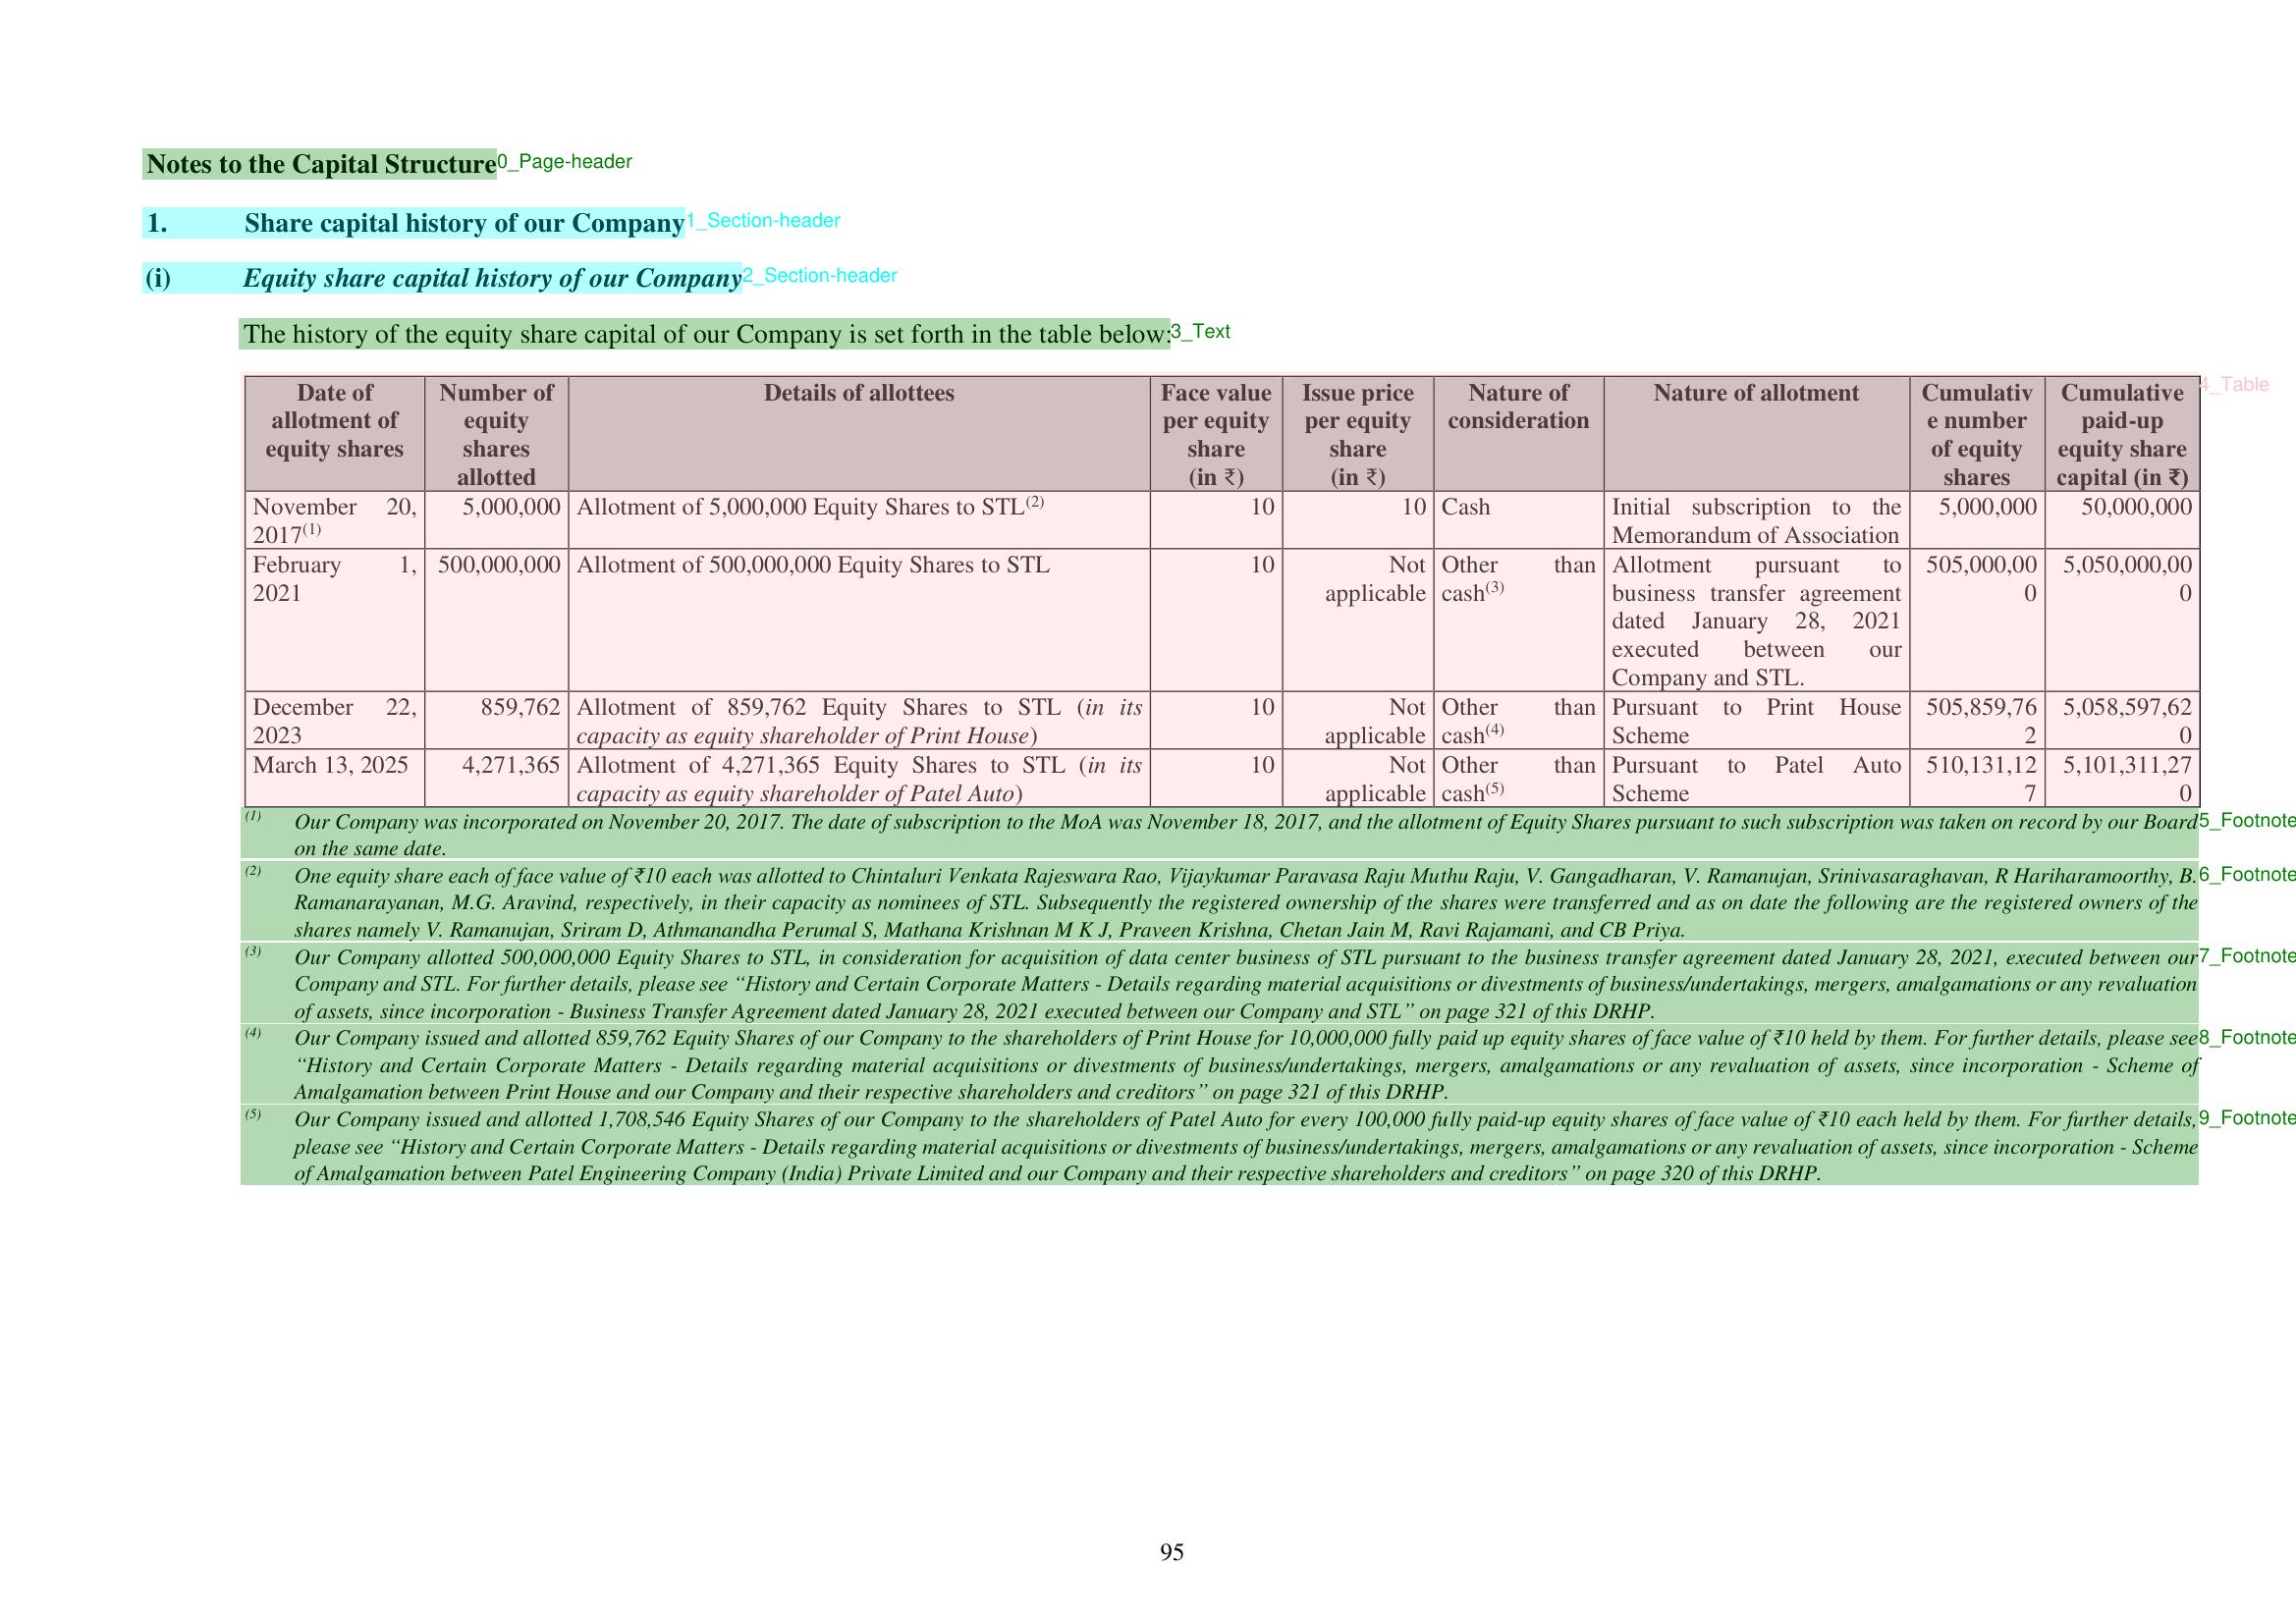 Notes to the Capital Structure
0_Page-header
1. Share capital history of our Company
1_Section-header
(i) Equity share capital history of our Company
2_Section-header
The history of the equity share capital of our Company is set forth in the table below:
3_Text
4_Table
Date of
allotment of
equity shares
Number of
equity
shares
allotted
Details of allottees
Face value
per equity
share
(in ₹)
Issue price
per equity
share
(in ₹)
Nature of
consideration
Nature of allotment
Cumulativ
e number
of equity
shares
Cumulative
paid-up
equity share
capital (in ₹)
November 20,
2017(1)
5,000,000
Allotment of 5,000,000 Equity Shares to STL(2)
10
10
Cash
Initial subscription to the
Memorandum of Association
5,000,000
50,000,000
February 1,
2021
500,000,000
Allotment of 500,000,000 Equity Shares to STL
10
Not
applicable
Other than
cash(3)
Allotment pursuant to
business transfer agreement
dated January 28, 2021
executed between our
Company and STL.
505,000,00
0
5,050,000,00
0
December 22,
2023
859,762
Allotment of 859,762 Equity Shares to STL (in its
capacity as equity shareholder of Print House)
10
Not
applicable
Other than
cash(4)
Pursuant to Print House
Scheme
505,859,76
2
5,058,597,62
0
March 13, 2025
4,271,365
Allotment of 4,271,365 Equity Shares to STL (in its
capacity as equity shareholder of Patel Auto)
10
Not
applicable
Other than
cash(5)
Pursuant to Patel Auto
Scheme
510,131,12
7
5,101,311,27
0
(1) Our Company was incorporated on November 20, 2017. The date of subscription to the MoA was November 18, 2017, and the allotment of Equity Shares pursuant to such subscription was taken on record by our Board
5_Footnote
on the same date.
(2) One equity share each of face value of ₹10 each was allotted to Chintaluri Venkata Rajeswara Rao, Vijaykumar Paravasa Raju Muthu Raju, V. Gangadharan, V. Ramanujan, Srinivasaraghavan, R Hariharamoorthy, B.
6_Footnote
Ramanarayanan, M.G. Aravind, respectively, in their capacity as nominees of STL. Subsequently the registered ownership of the shares were transferred and as on date the following are the registered owners of the
shares namely V. Ramanujan, Sriram D, Athmanandha Perumal S, Mathana Krishnan M K J, Praveen Krishna, Chetan Jain M, Ravi Rajamani, and CB Priya.
(3) Our Company allotted 500,000,000 Equity Shares to STL, in consideration for acquisition of data center business of STL pursuant to the business transfer agreement dated January 28, 2021, executed between our
7_Footnote
Company and STL. For further details, please see “History and Certain Corporate Matters - Details regarding material acquisitions or divestments of business/undertakings, mergers, amalgamations or any revaluation
of assets, since incorporation - Business Transfer Agreement dated January 28, 2021 executed between our Company and STL” on page 321 of this DRHP.
(4) Our Company issued and allotted 859,762 Equity Shares of our Company to the shareholders of Print House for 10,000,000 fully paid up equity shares of face value of ₹10 held by them. For further details, please see
8_Footnote
“History and Certain Corporate Matters - Details regarding material acquisitions or divestments of business/undertakings, mergers, amalgamations or any revaluation of assets, since incorporation - Scheme of
Amalgamation between Print House and our Company and their respective shareholders and creditors” on page 321 of this DRHP.
(5) Our Company issued and allotted 1,708,546 Equity Shares of our Company to the shareholders of Patel Auto for every 100,000 fully paid-up equity shares of face value of ₹10 each held by them. For further details,
9_Footnote
please see “History and Certain Corporate Matters - Details regarding material acquisitions or divestments of business/undertakings, mergers, amalgamations or any revaluation of assets, since incorporation - Scheme
of Amalgamation between Patel Engineering Company (India) Private Limited and our Company and their respective shareholders and creditors” on page 320 of this DRHP.
95